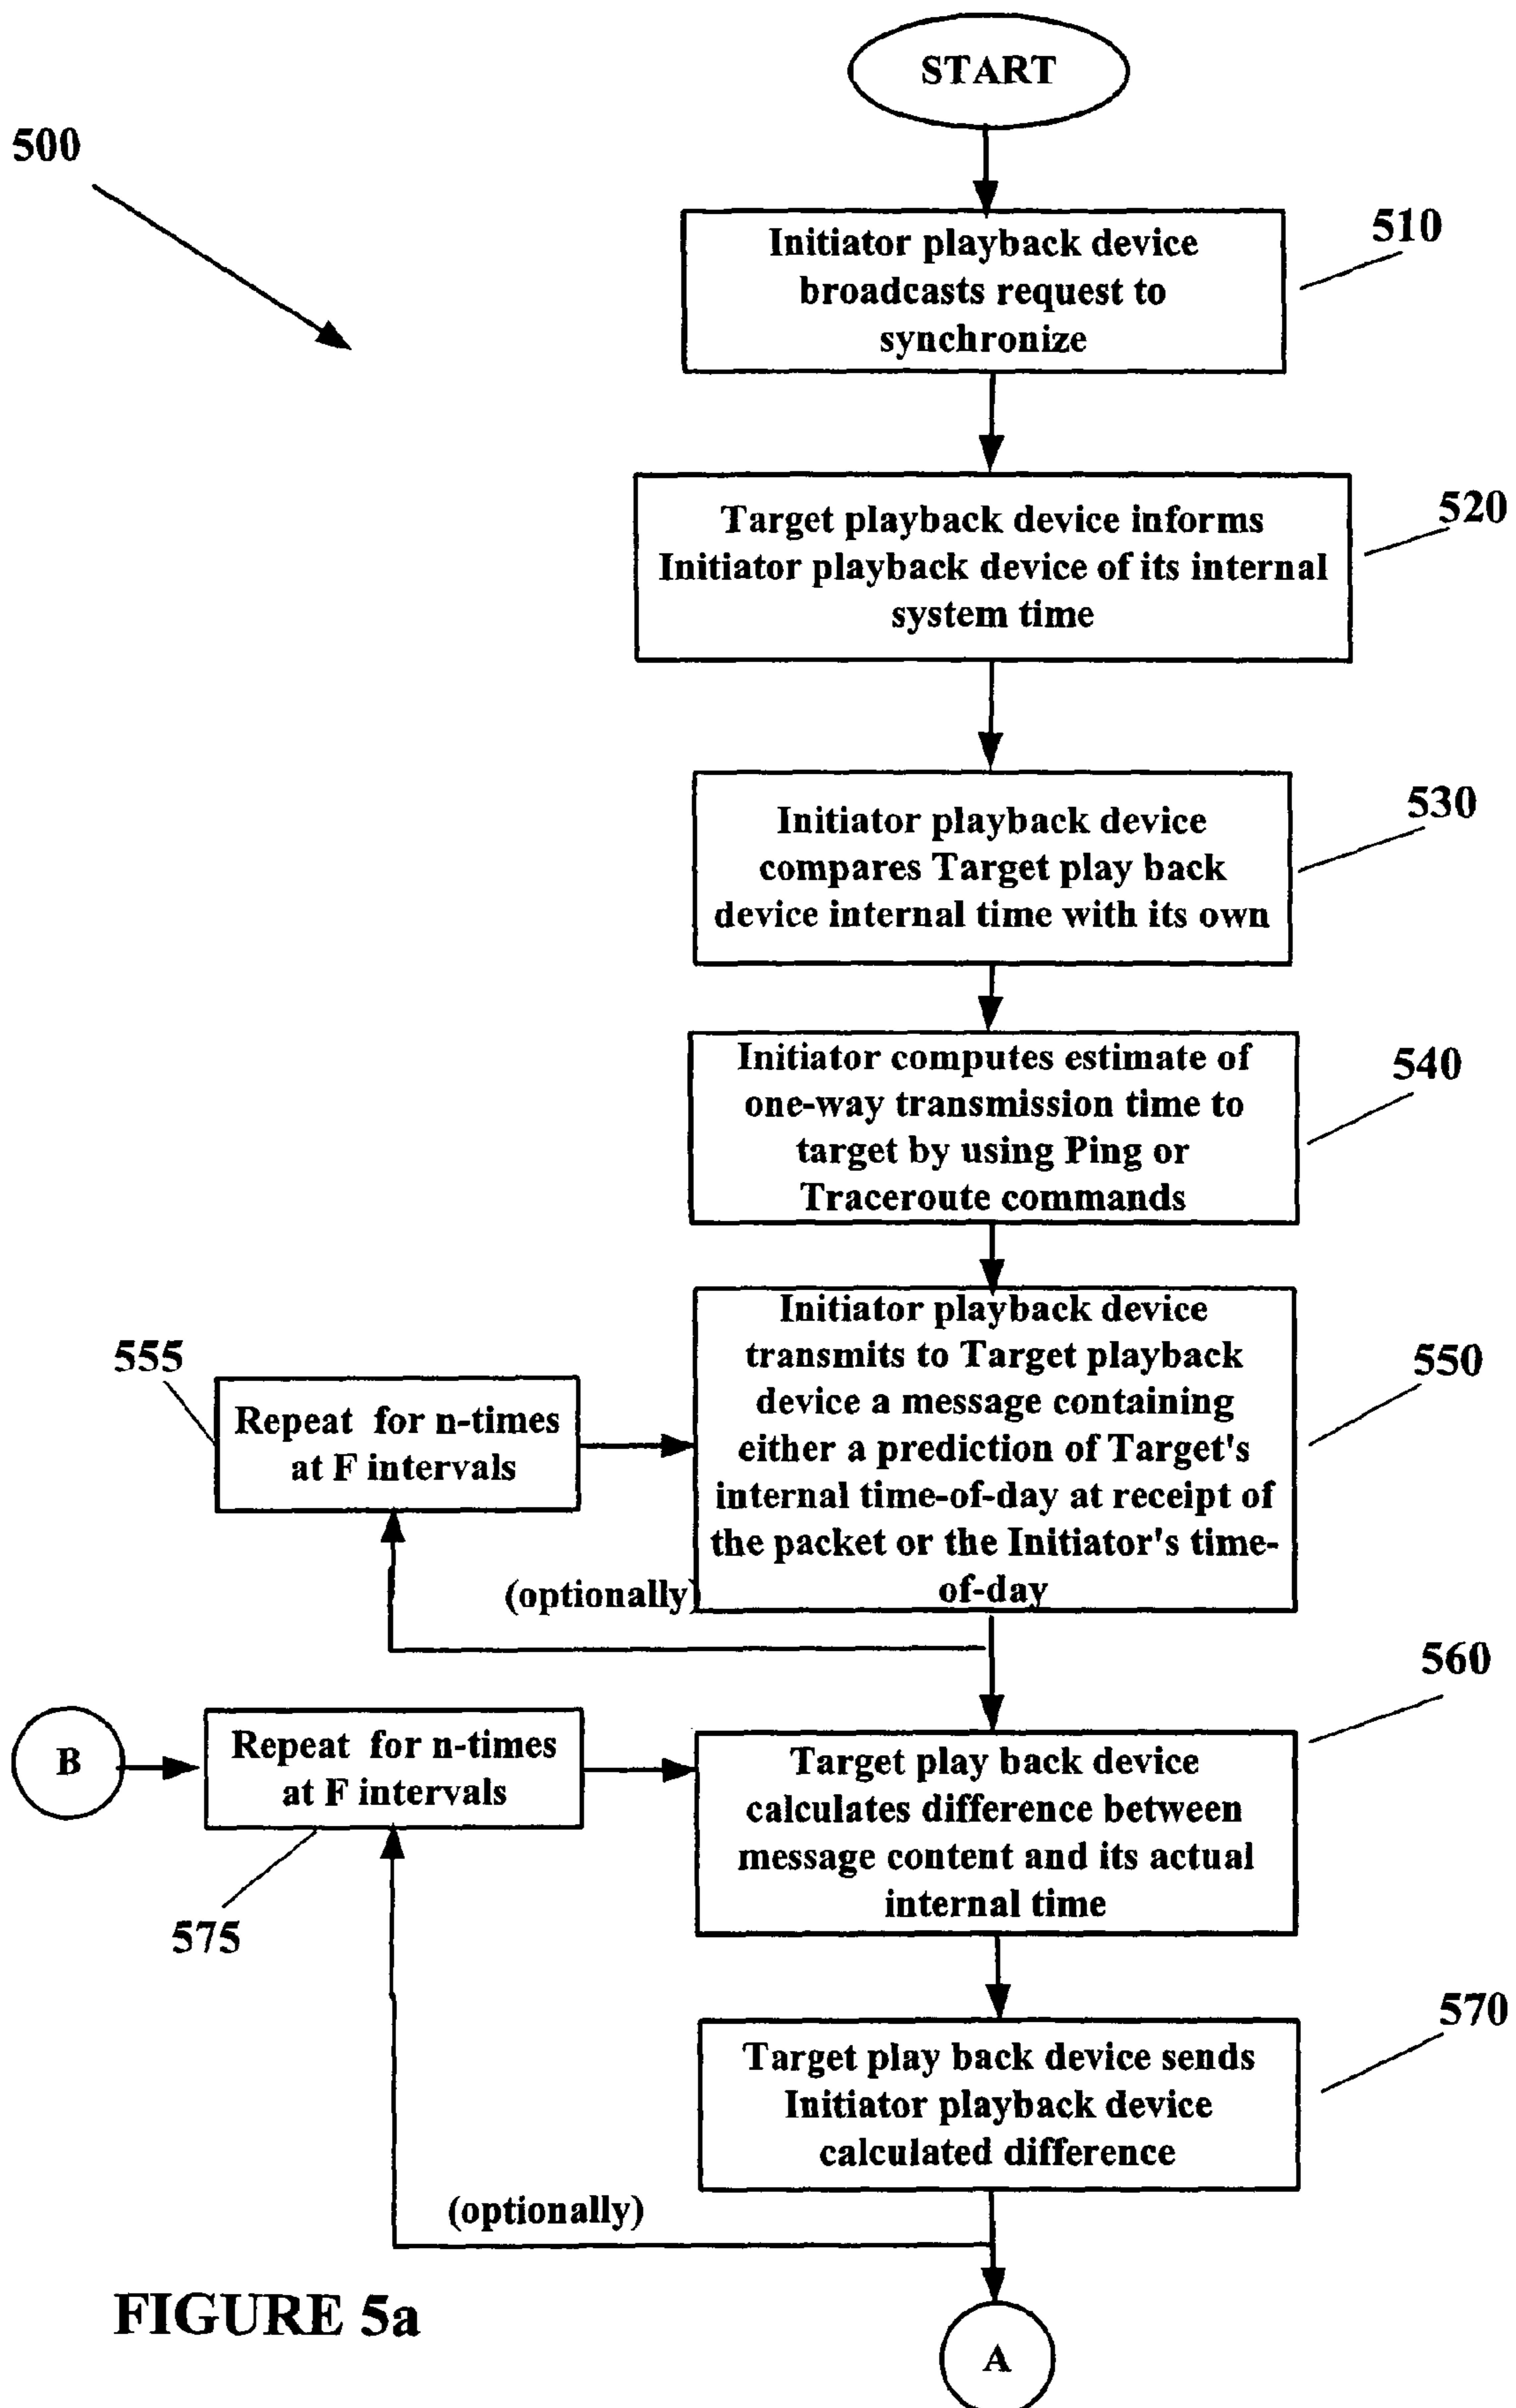 START
500
510
Initiator playback device
broadcasts request to
synchronize
520
Target playback device informs
Initiator playback device of its internal
system time
530
Initiator playback device
compares Target play back
device internal time with its own
540
Initiator computes estimate of
one-way transmission time to
target by using Ping or
Traceroute commands
550
Initiator playback device
transmits to Target playback
device a message containing
either a prediction of Target's
internal time-of-day at receipt of
the packet or the Initiator's time-
of-day
555
Repeat for n-times
at F intervals
(optionally)
560
B
Repeat for n-times
at F intervals
575
Target play back device
calculates difference between
message content and its actual
internal time
570
Target play back device sends
Initiator playback device
calculated difference
(optionally)
FIGURE 5a
A